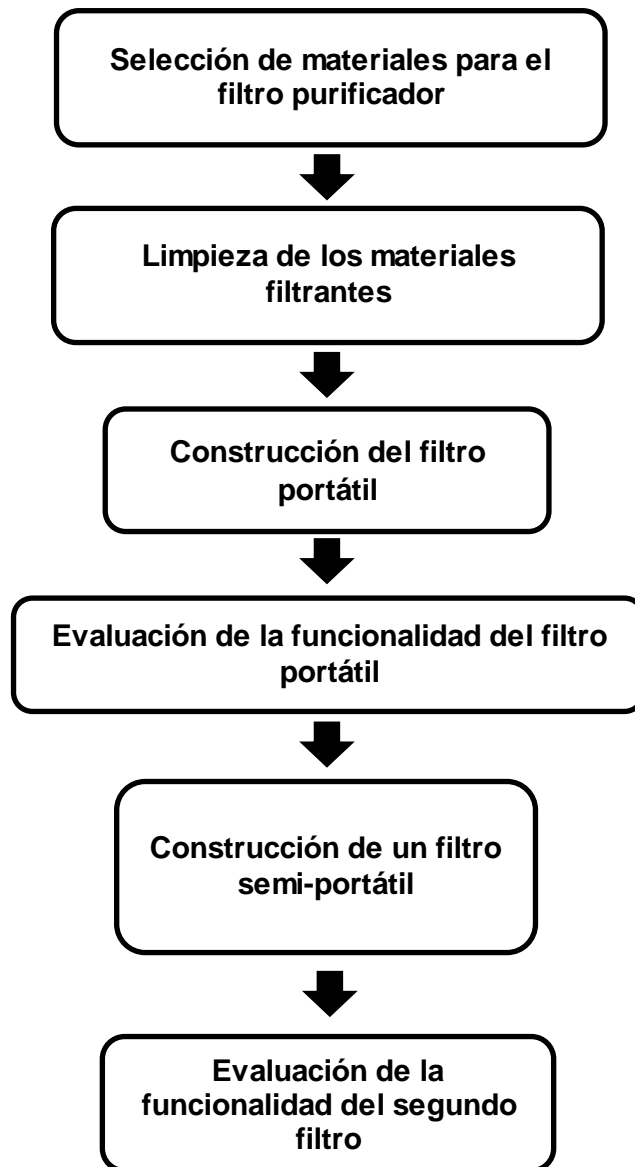 Selección de materiales para el
filtro purificador
Limpieza de los materiales
filtrantes
Construcción del filtro
portátil
Evaluación de la funcionalidad del filtro
portátil
Construcción de un filtro
semi-portátil
Evaluación de la
funcionalidad del segundo
filtro